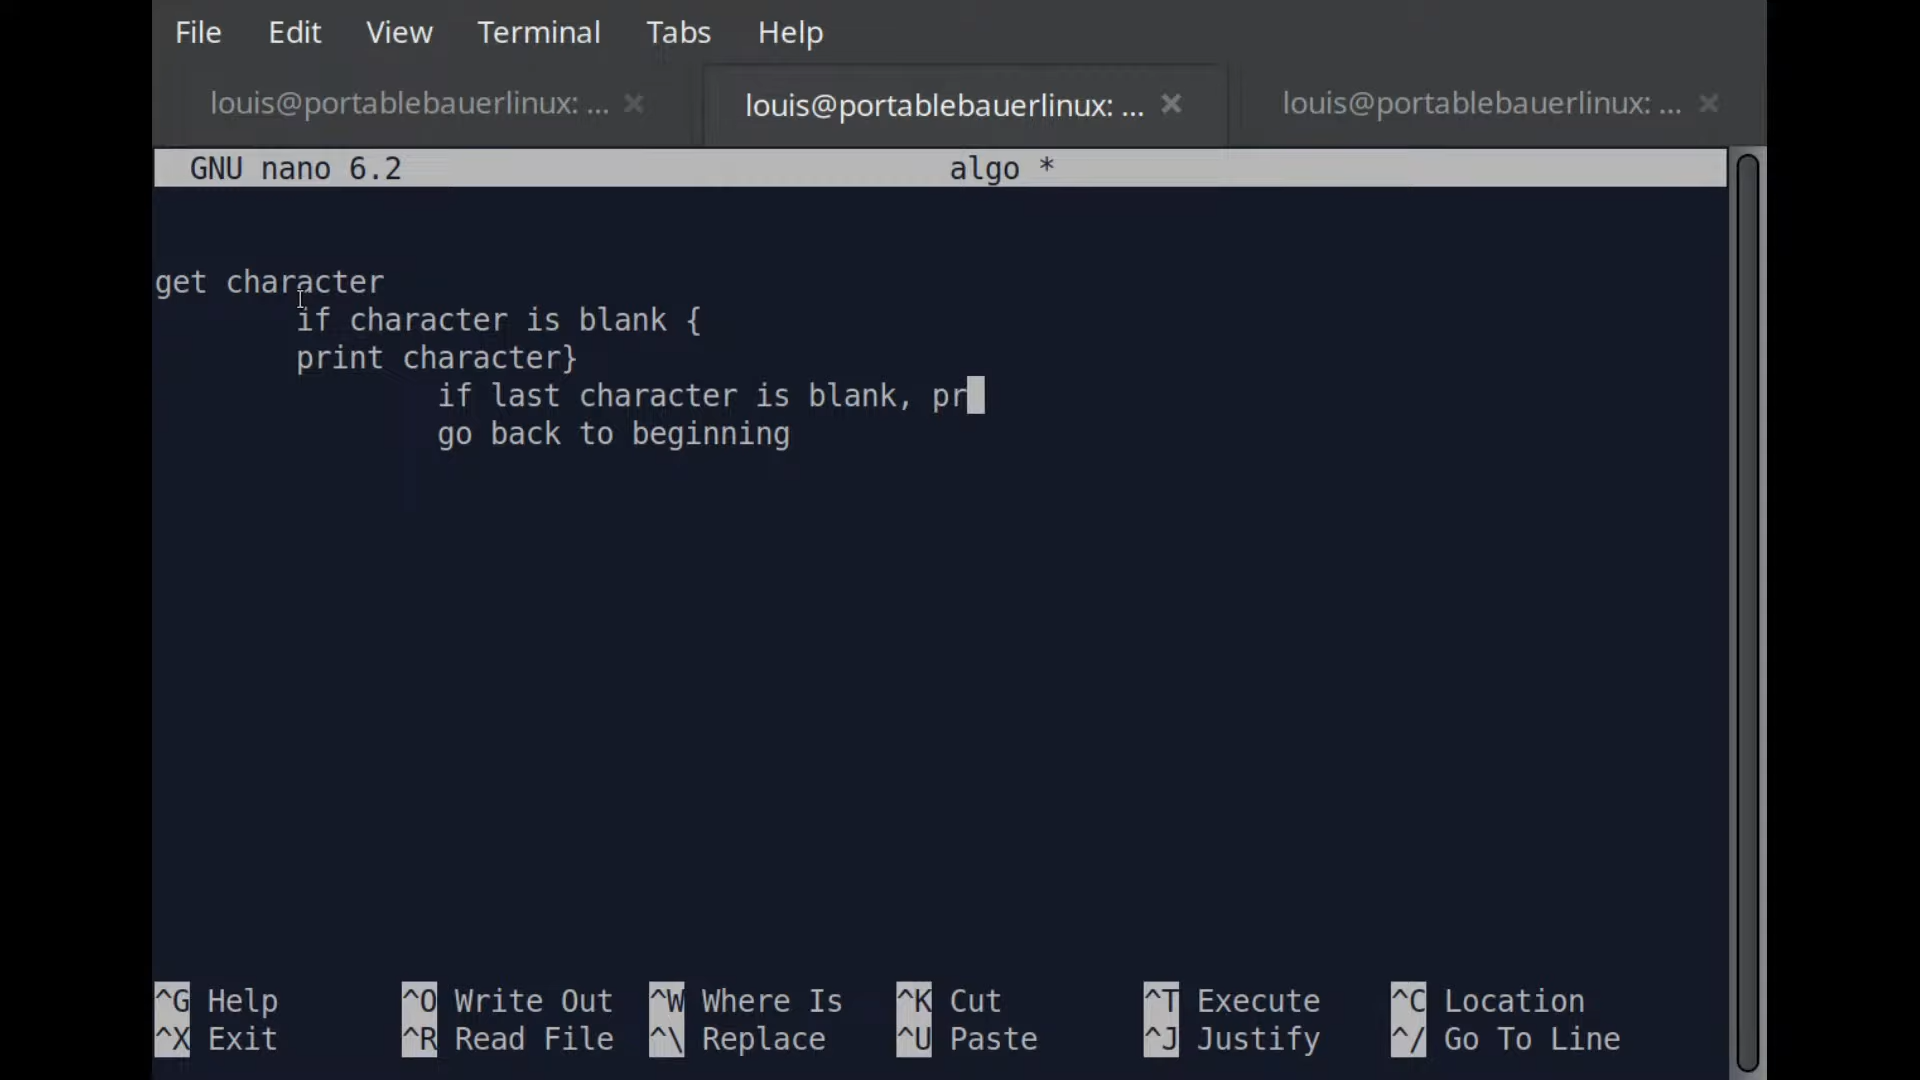 File Edit View Terminal Tabs Help
louis@portablebauerlinux: ... × louis@portablebauerlinux: ... × louis@portablebauerlinux: ... ×
GNU nano 6.2 algo *
get character
if character is blank {
print character}
if last character is blank, pr
go back to beginning
^G Help ^O Write Out ^W Where Is ^K Cut ^T Execute ^C Location
^X Exit ^R Read File ^\ Replace ^U Paste ^J Justify ^/ Go To Line